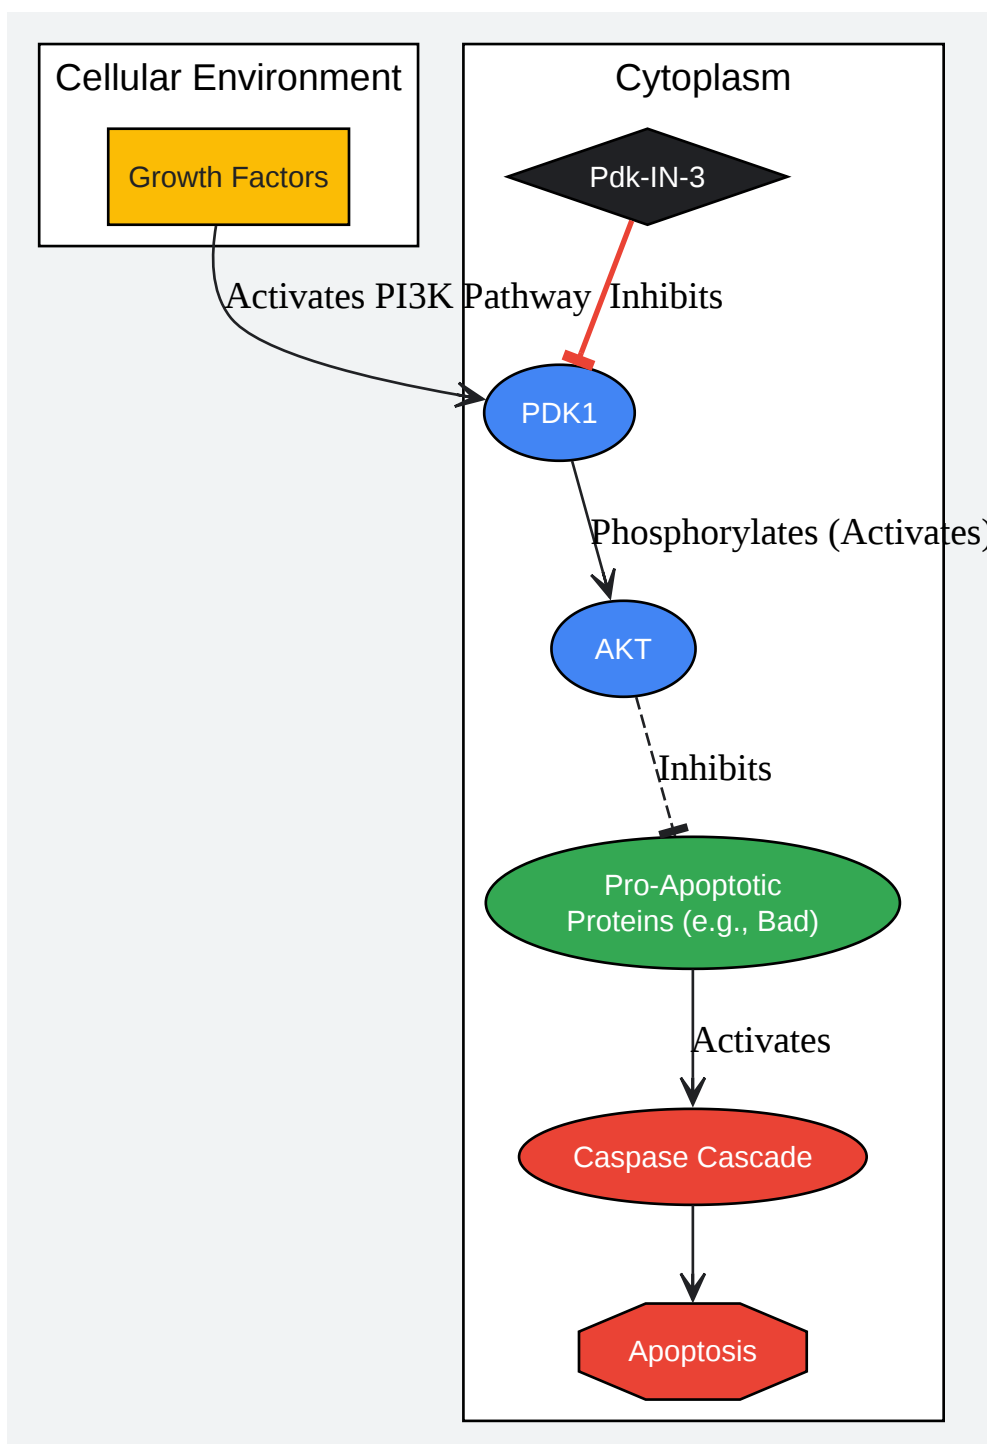 Cellular Environment
Cytoplasm
Growth Factors
Pdk-IN-3
Activates PI3K Pathway
Inhibits
PDK1
Phosphorylates (Activates)
AKT
Inhibits
Pro-Apoptotic
Proteins (e.g., Bad)
Activates
Caspase Cascade
Apoptosis